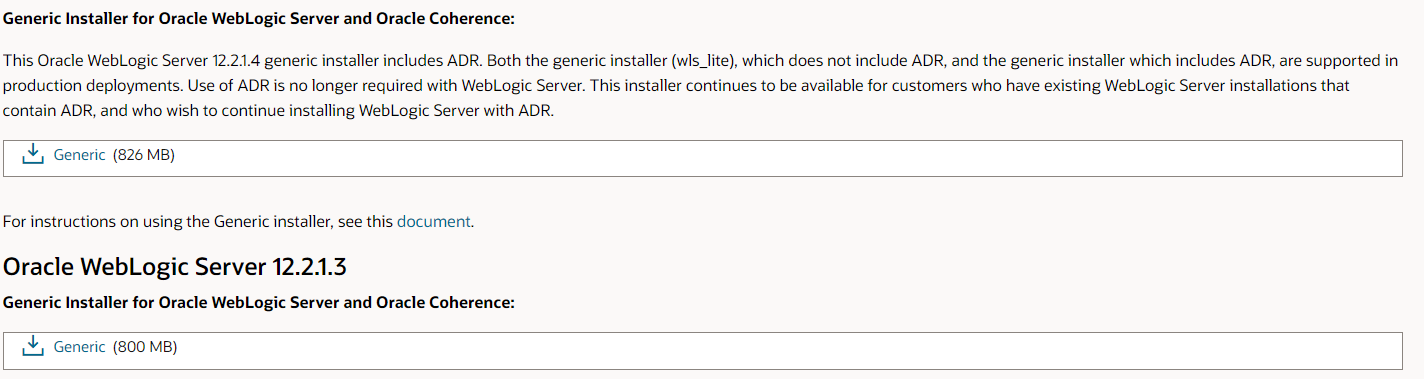 Generic Installer for Oracle WebLogic Server and Oracle Coherence:
This Oracle WebLogic Server 12.2.1.4 generic installer includes ADR. Both the generic installer (wls_lite), which does not include ADR, and the generic installer which includes ADR, are supported in
production deployments. Use of ADR is no longer required with WebLogic Server. This installer continues to be available for customers who have existing WebLogic Server installations that
contain ADR, and who wish to continue installing WebLogic Server with ADR.
Generic (826 MB)
For instructions on using the Generic installer, see this document.
Oracle WebLogic Server 12.2.1.3
Generic Installer for Oracle WebLogic Server and Oracle Coherence:
Generic (800 MB)